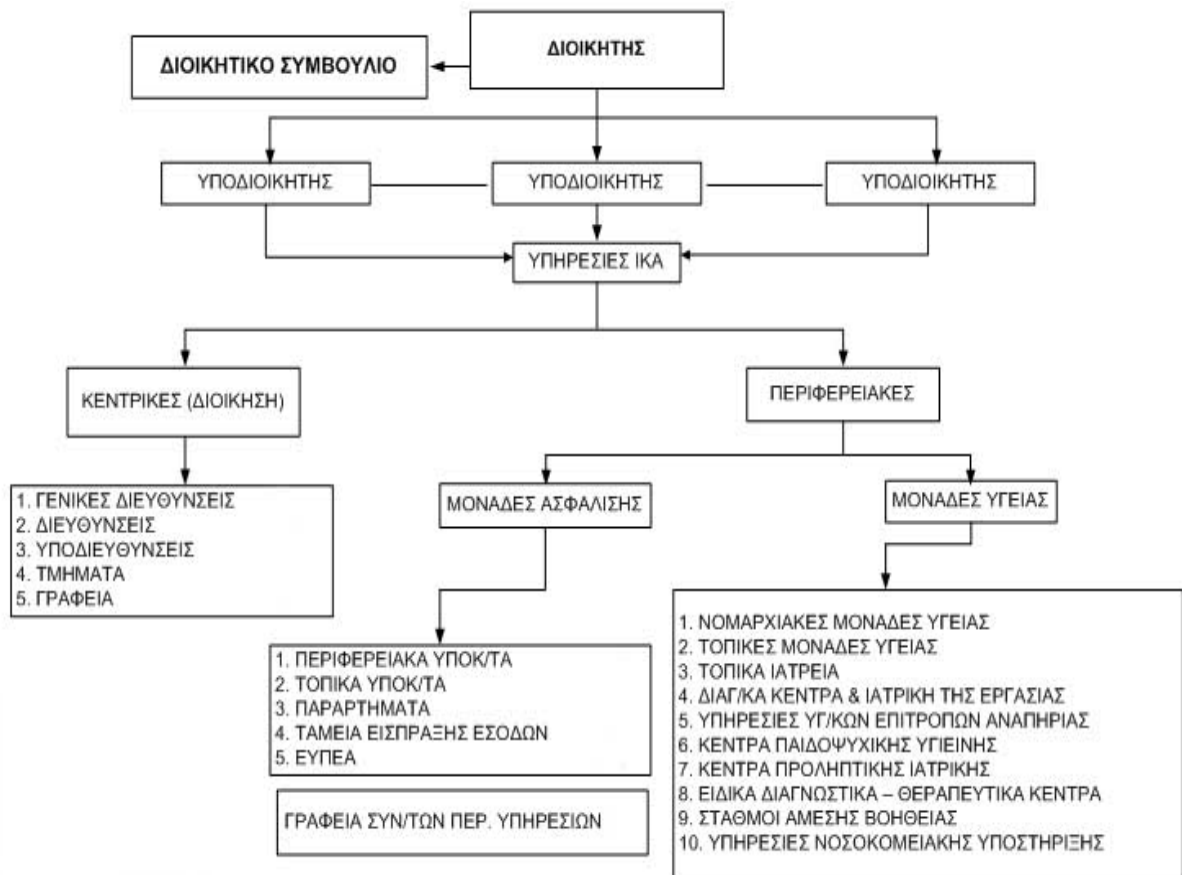 ΔΙΟΙΚΗΤΗΣ
ΔΙΟΙΚΗΤΙΚΟ ΣΥΜΒΟΥΛΙΟ
ΥΠΟΔΙΟΙΚΗΤΗΣ
ΥΠΟΔΙΟΙΚΗΤΗΣ
ΥΠΟΔΙΟΙΚΗΤΗΣ
ΥΠΗΡΕΣΙΕΣ ΙΚΑ
ΚΕΝΤΡΙΚΕΣ (ΔΙΟΙΚΗΣΗ)
ΠΕΡΙΦΕΡΕΙΑΚΕΣ
1. ΓΕΝΙΚΕΣ ΔΙΕΥΘΥΝΣΕΙΣ
2. ΔΙΕΥΘΥΝΣΕΙΣ
3. ΥΠΟΔΙΕΥΘΥΝΣΕΙΣ
4. ΤΜΗΜΑΤΑ
5. ΓΡΑΦΕΙΑ
ΜΟΝΑΔΕΣ ΑΣΦΑΛΙΣΗΣ
ΜΟΝΑΔΕΣ ΥΓΕΙΑΣ
1. ΠΕΡΙΦΕΡΕΙΑΚΑ ΥΠΟΚ/ΤΑ
2. ΤΟΠΙΚΑ ΥΠΟΚ/ΤΑ
3. ΠΑΡΑΡΤΗΜΑΤΑ
4. ΤΑΜΕΙΑ ΕΙΣΠΡΑΞΗΣ ΕΣΟΔΩΝ
5. ΕΥΠΕΑ
ΓΡΑΦΕΙΑ ΣΥΝ/ΤΩΝ ΠΕΡ. ΥΠΗΡΕΣΙΩΝ
1. ΝΟΜΑΡΧΙΑΚΕΣ ΜΟΝΑΔΕΣ ΥΓΕΙΑΣ
2. ΤΟΠΙΚΕΣ ΜΟΝΑΔΕΣ ΥΓΕΙΑΣ
3. ΤΟΠΙΚΑ ΙΑΤΡΕΙΑ
4. ΔΙΑΓ/ΚΑ ΚΕΝΤΡΑ & ΙΑΤΡΙΚΗ ΤΗΣ ΕΡΓΑΣΙΑΣ
5. ΥΠΗΡΕΣΙΕΣ ΥΓ/ΚΩΝ ΕΠΙΤΡΟΠΩΝ ΑΝΑΠΗΡΙΑΣ
6. ΚΕΝΤΡΑ ΠΑΙΔΟΨΥΧΙΚΗΣ ΥΓΙΕΙΝΗΣ
7. ΚΕΝΤΡΑ ΠΡΟΛΗΠΤΙΚΗΣ ΙΑΤΡΙΚΗΣ
8. ΕΙΔΙΚΑ ΔΙΑΓΝΩΣΤΙΚΑ – ΘΕΡΑΠΕΥΤΙΚΑ ΚΕΝΤΡΑ
9. ΣΤΑΘΜΟΙ ΑΜΕΣΗΣ ΒΟΗΘΕΙΑΣ
10. ΥΠΗΡΕΣΙΕΣ ΝΟΣΟΚΟΜΕΙΑΚΗΣ ΥΠΟΣΤΗΡΙΞΗΣ